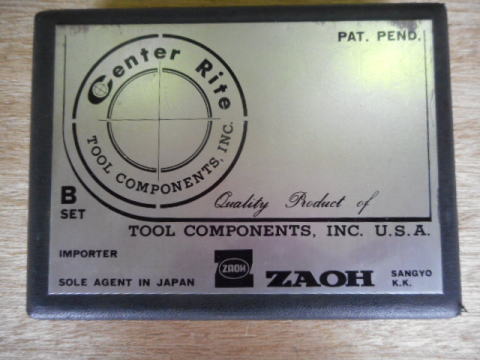 PAT. PEND.
Center Rite
TOOL COMPONENTS, INC.
B
SET
Quality Product of
TOOL COMPONENTS, INC. U.S.A.
IMPORTER
SOLE AGENT IN JAPAN
ZAOH
ZAOH
SANGYO
K.K.